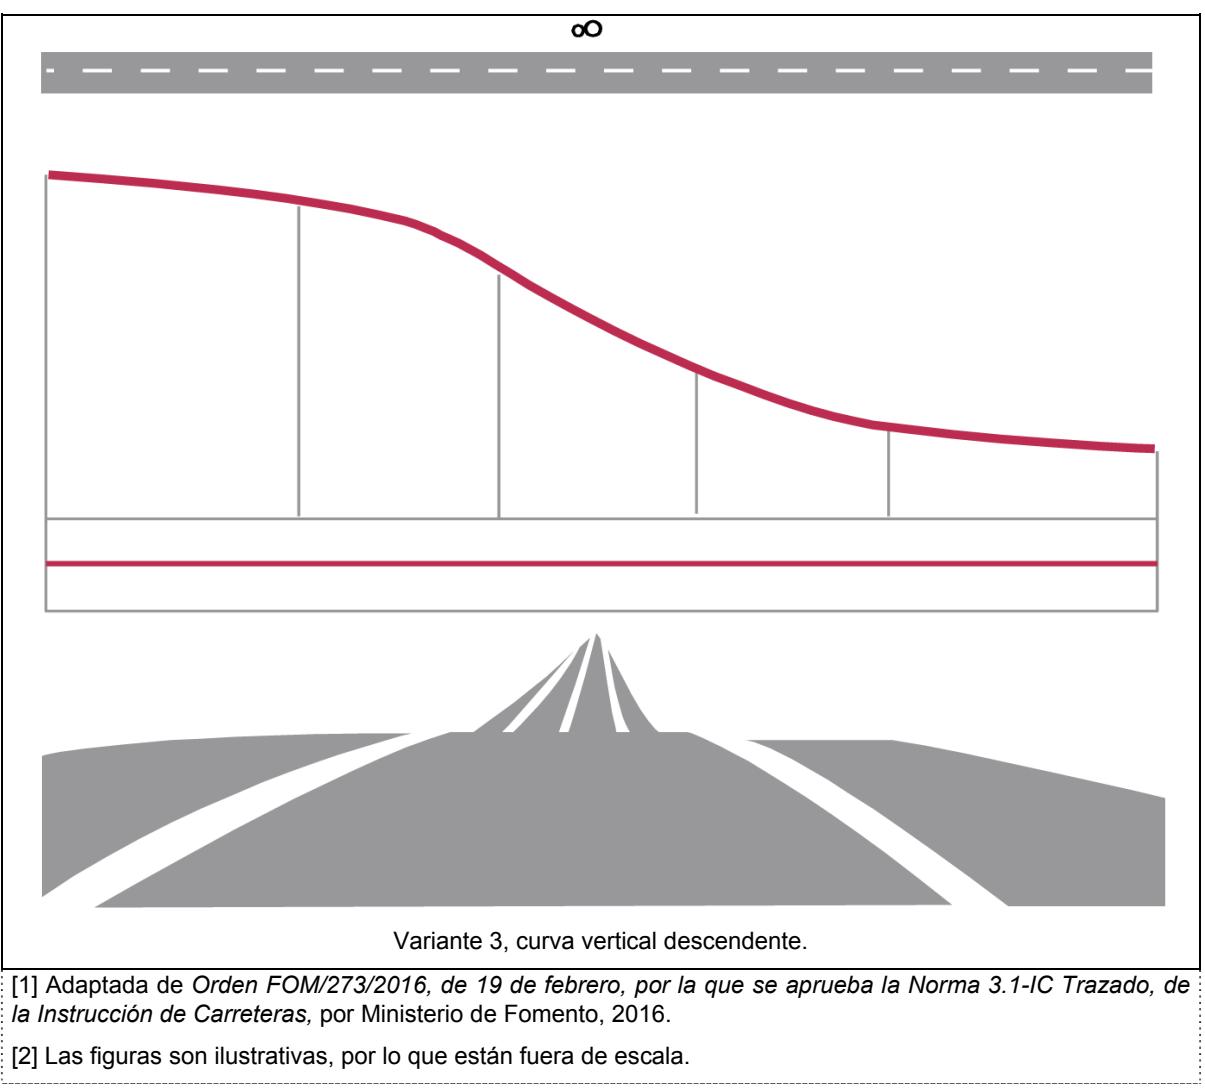 ∞
Variante 3, curva vertical descendente.
[1] Adaptada de Orden FOM/273/2016, de 19 de febrero, por la que se aprueba la Norma 3.1-IC Trazado, de
la Instrucción de Carreteras, por Ministerio de Fomento, 2016.
[2] Las figuras son ilustrativas, por lo que están fuera de escala.